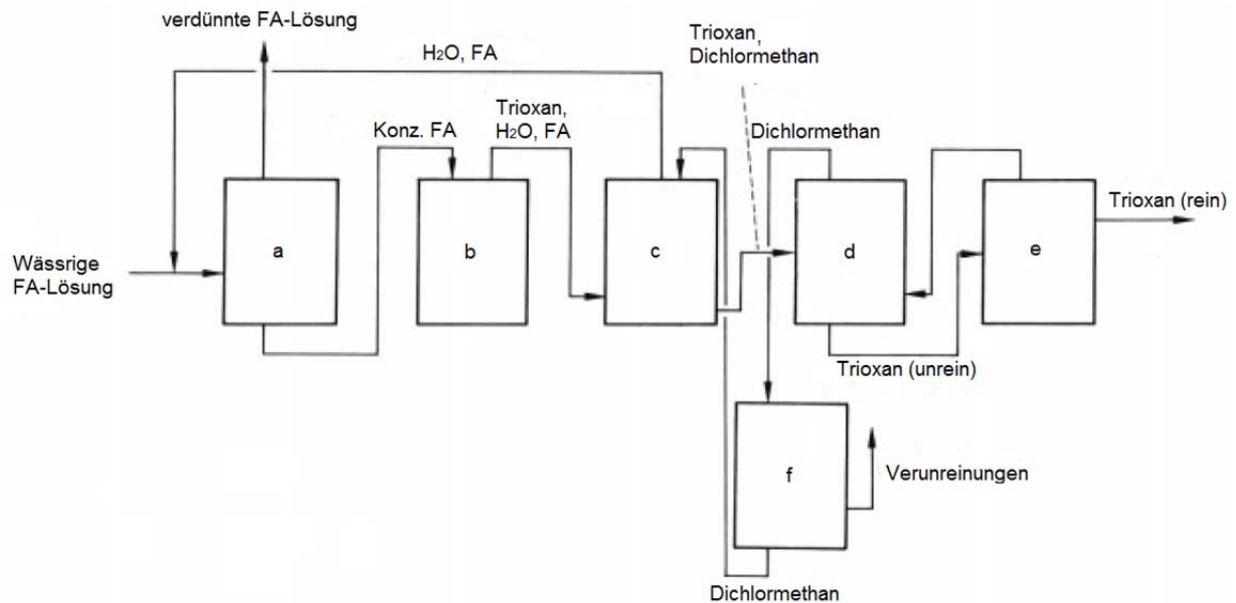 verdünnte FA-Lösung
H2O, FA
Trioxan,
Dichlormethan
Konz. FA
Trioxan,
H2O, FA
Dichlormethan
Trioxan (rein)
Wässrige
FA-Lösung
a
b
c
d
e
Trioxan (unrein)
f
Verunreinungen
Dichlormethan